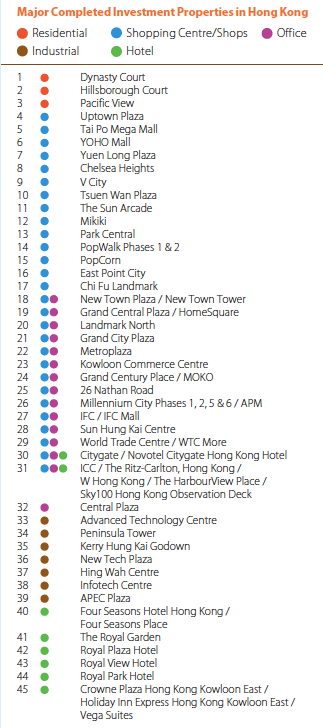 Major Completed Investment Properties in Hong Kong
Residential Shopping Centre/Shops Office
Industrial Hotel
1 Dynasty Court
2 Hillsborough Court
3 Pacific View
4 Uptown Plaza
5 Tai Po Mega Mall
6 YOHO Mall
7 Yuen Long Plaza
8 Chelsea Heights
9 V City
10 Tsuen Wan Plaza
11 The Sun Arcade
12 Mikiki
13 Park Central
14 PopWalk Phases 1 & 2
15 PopCorn
16 East Point City
17 Chi Fu Landmark
18 New Town Plaza / New Town Tower
19 Grand Central Plaza / HomeSquare
20 Landmark North
21 Grand City Plaza
22 Metroplaza
23 Kowloon Commerce Centre
24 Grand Century Place / MOKO
25 26 Nathan Road
26 Millennium City Phases 1, 2, 5 & 6 / APM
27 IFC / IFC Mall
28 Sun Hung Kai Centre
29 World Trade Centre / WTC More
30 Citygate / Novotel Citygate Hong Kong Hotel
31 ICC / The Ritz-Carlton, Hong Kong /
W Hong Kong / The HarbourView Place /
Sky100 Hong Kong Observation Deck
32 Central Plaza
33 Advanced Technology Centre
34 Peninsula Tower
35 Kerry Hung Kai Godown
36 New Tech Plaza
37 Hing Wah Centre
38 Infotech Centre
39 APEC Plaza
40 Four Seasons Hotel Hong Kong /
Four Seasons Place
41 The Royal Garden
42 Royal Plaza Hotel
43 Royal View Hotel
44 Royal Park Hotel
45 Crowne Plaza Hong Kong Kowloon East /
Holiday Inn Express Hong Kong Kowloon East /
Vega Suites